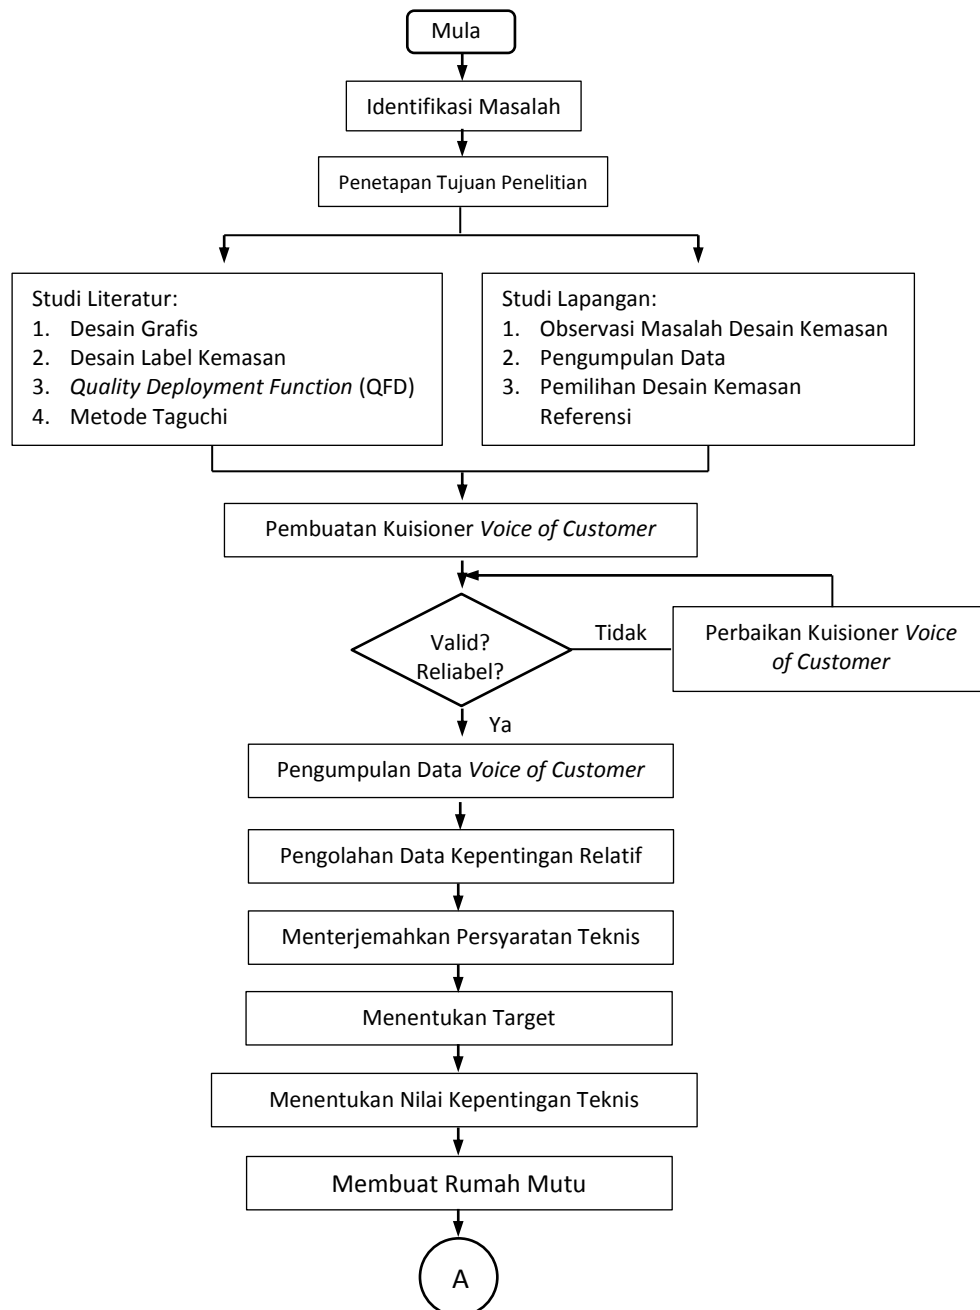 Mula
Identifikasi Masalah
Penetapan Tujuan Penelitian
Studi Literatur:
1. Desain Grafis
2. Desain Label Kemasan
3. Quality Deployment Function (QFD)
4. Metode Taguchi
Studi Lapangan:
1. Observasi Masalah Desain Kemasan
2. Pengumpulan Data
3. Pemilihan Desain Kemasan
Referensi
Pembuatan Kuisioner Voice of Customer
Valid?
Reliabel?
Tidak
Perbaikan Kuisioner Voice
of Customer
Ya
Pengumpulan Data Voice of Customer
Pengolahan Data Kepentingan Relatif
Menterjemahkan Persyaratan Teknis
Menentukan Target
Menentukan Nilai Kepentingan Teknis
Membuat Rumah Mutu
A